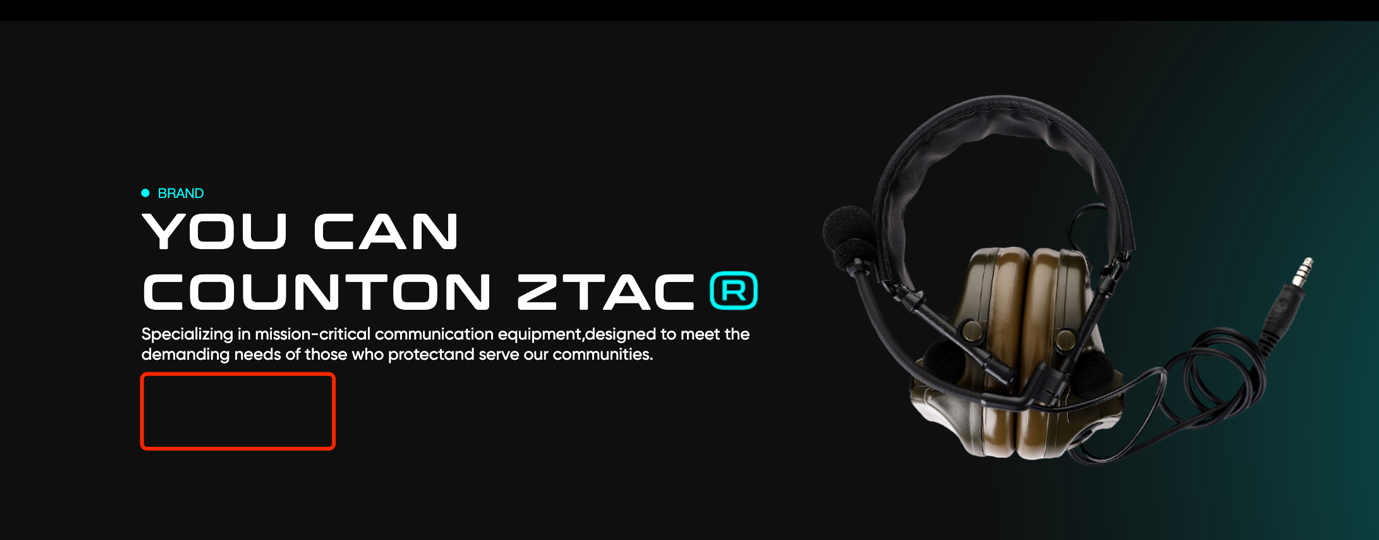 BRAND
YOU CAN
COUNTON ZTAC R
Specializing in mission-critical communication equipment,designed to meet the
demanding needs of those who protectand serve our communities.